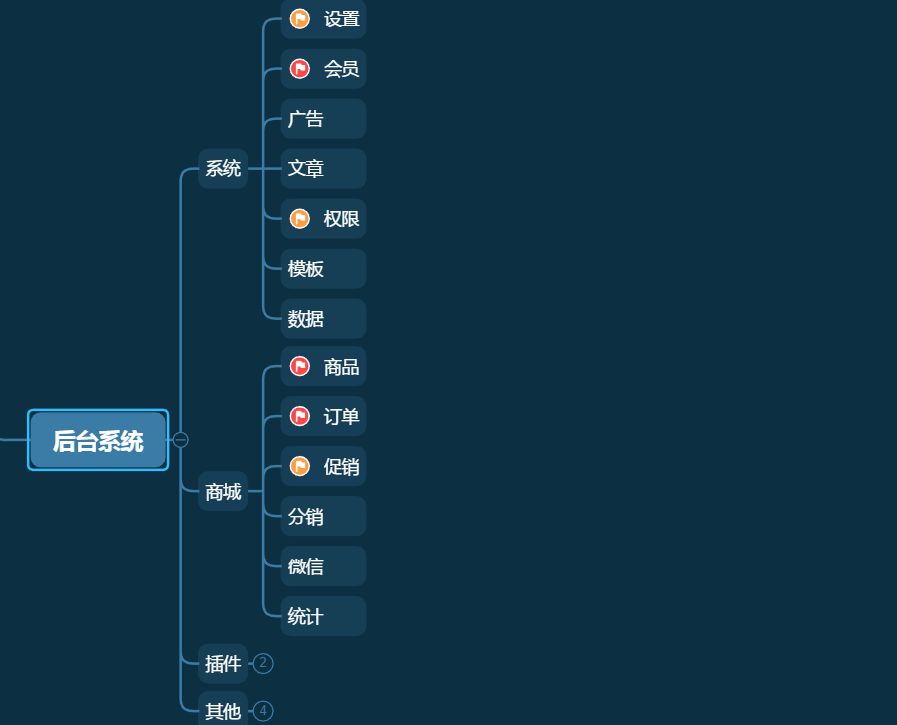 后台系统
系统
设置
会员
广告
文章
权限
模板
数据
商城
商品
订单
促销
分销
微信
统计
插件
2
其他
4